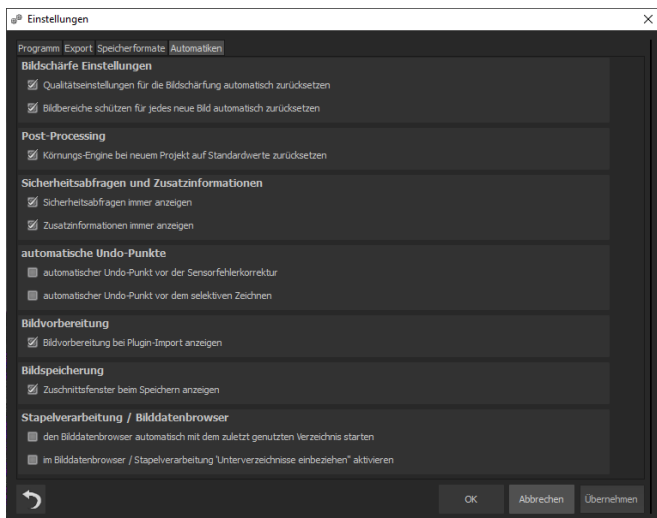 Einstellungen
Programm Export Speicherformate Automatiken
Bildschärfe Einstellungen
Qualitätseinstellungen für die Bildschärfung automatisch zurücksetzen
Bildbereiche schützen für jedes neue Bild automatisch zurücksetzen
Post-Processing
Körnungs-Engine bei neuem Projekt auf Standardwerte zurücksetzen
Sicherheitsabfragen und Zusatzinformationen
Sicherheitsabfragen immer anzeigen
Zusatzinformationen immer anzeigen
automatische Undo-Punkte
automatischer Undo-Punkt vor der Sensorfehlerkorrektur
automatischer Undo-Punkt vor dem selektiven Zeichnen
Bildvorbereitung
Bildvorbereitung bei Plugin-Import anzeigen
Bildspeicherung
Zuschnittsfenster beim Speichern anzeigen
Stapelverarbeitung / Bilddatenbrowser
den Bilddatenbrowser automatisch mit dem zuletzt genutzten Verzeichnis starten
im Bilddatenbrowser / Stapelverarbeitung 'Unterverzeichnisse einbeziehen" aktivieren
OK Abbrechen Übernehmen